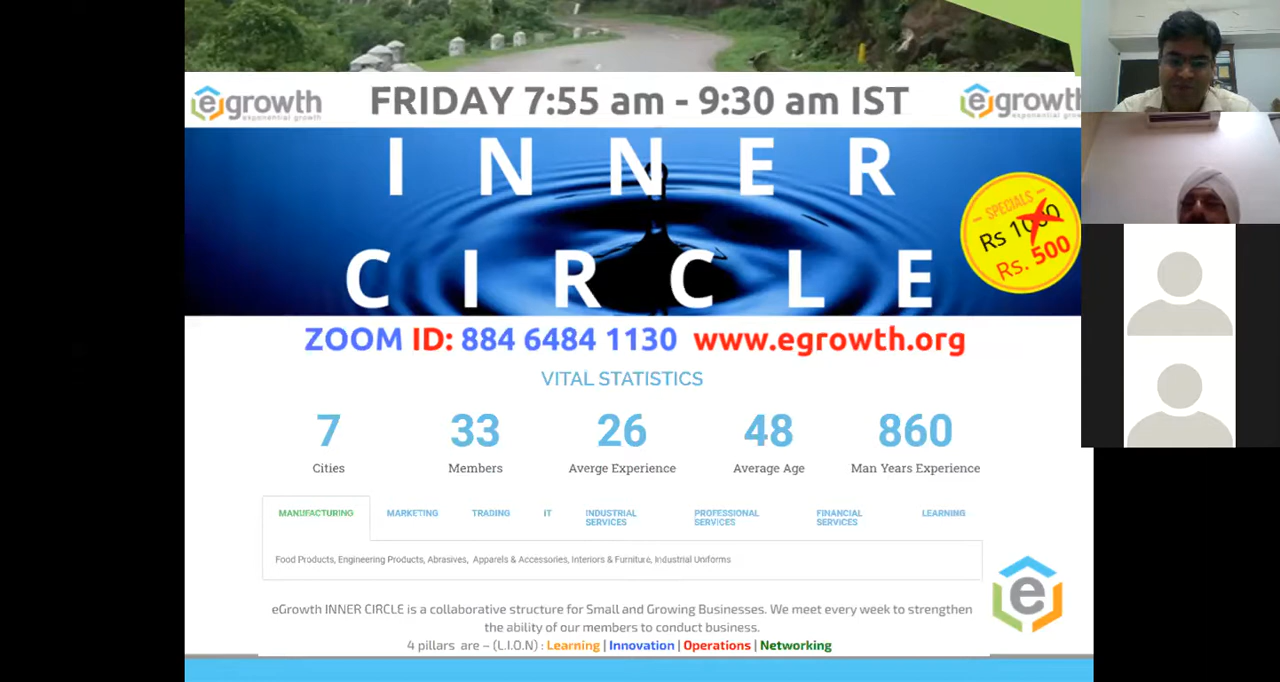 egrowth
exponential growth
FRIDAY 7:55 am - 9:30 am IST
egrowth
exponential growth
INNER
CIRCLE
SPECIALS
Rs 1000
Rs. 500
ZOOM ID: 884 6484 1130 www.egrowth.org
VITAL STATISTICS
7 33 26 48 860
Cities Members Averge Experience Average Age Man Years Experience
MANUFACTURING MARKETING TRADING IT INDUSTRIAL SERVICES PROFESSIONAL SERVICES FINANCIAL SERVICES LEARNING
Food Products, Engineering Products, Abrasives, Apparels & Accessories, Interiors & Furniture, Industrial Uniforms
eGrowth INNER CIRCLE is a collaborative structure for Small and Growing Businesses. We meet every week to strengthen
the ability of our members to conduct business.
4 pillars are – (L.I.O.N) : Learning | Innovation | Operations | Networking
e